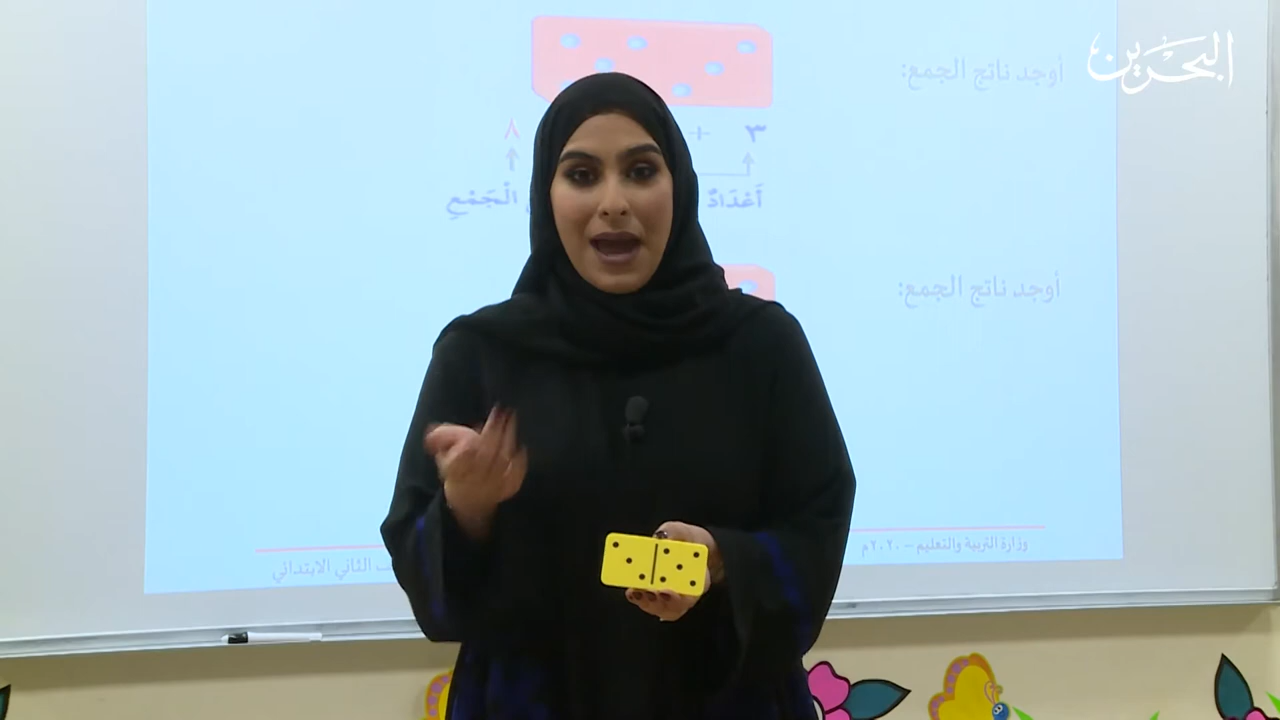 البحرين
أوجد ناتج الجمع:
٣ + ٨
أَعْدَادٌ الْجَمْعِ
أوجد ناتج الجمع:
وزارة التربية والتعليم – ٢٠٢٠م
الثاني الابتدائي